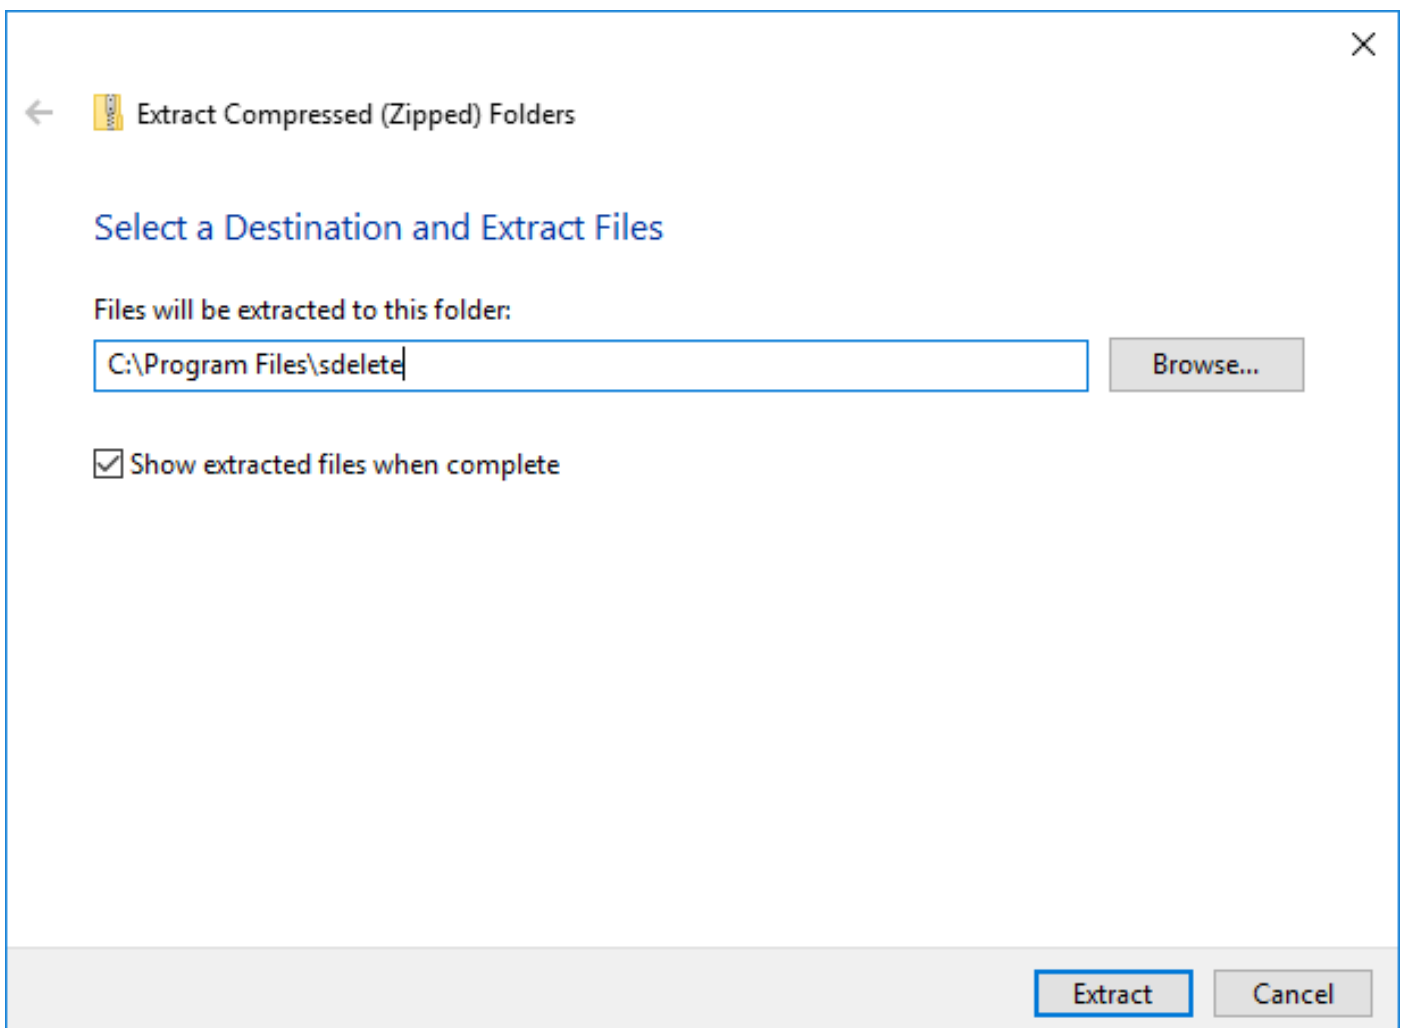 Extract Compressed (Zipped) Folders
Select a Destination and Extract Files
Files will be extracted to this folder:
C:\Program Files\sdelete
Browse...
Show extracted files when complete
Extract
Cancel